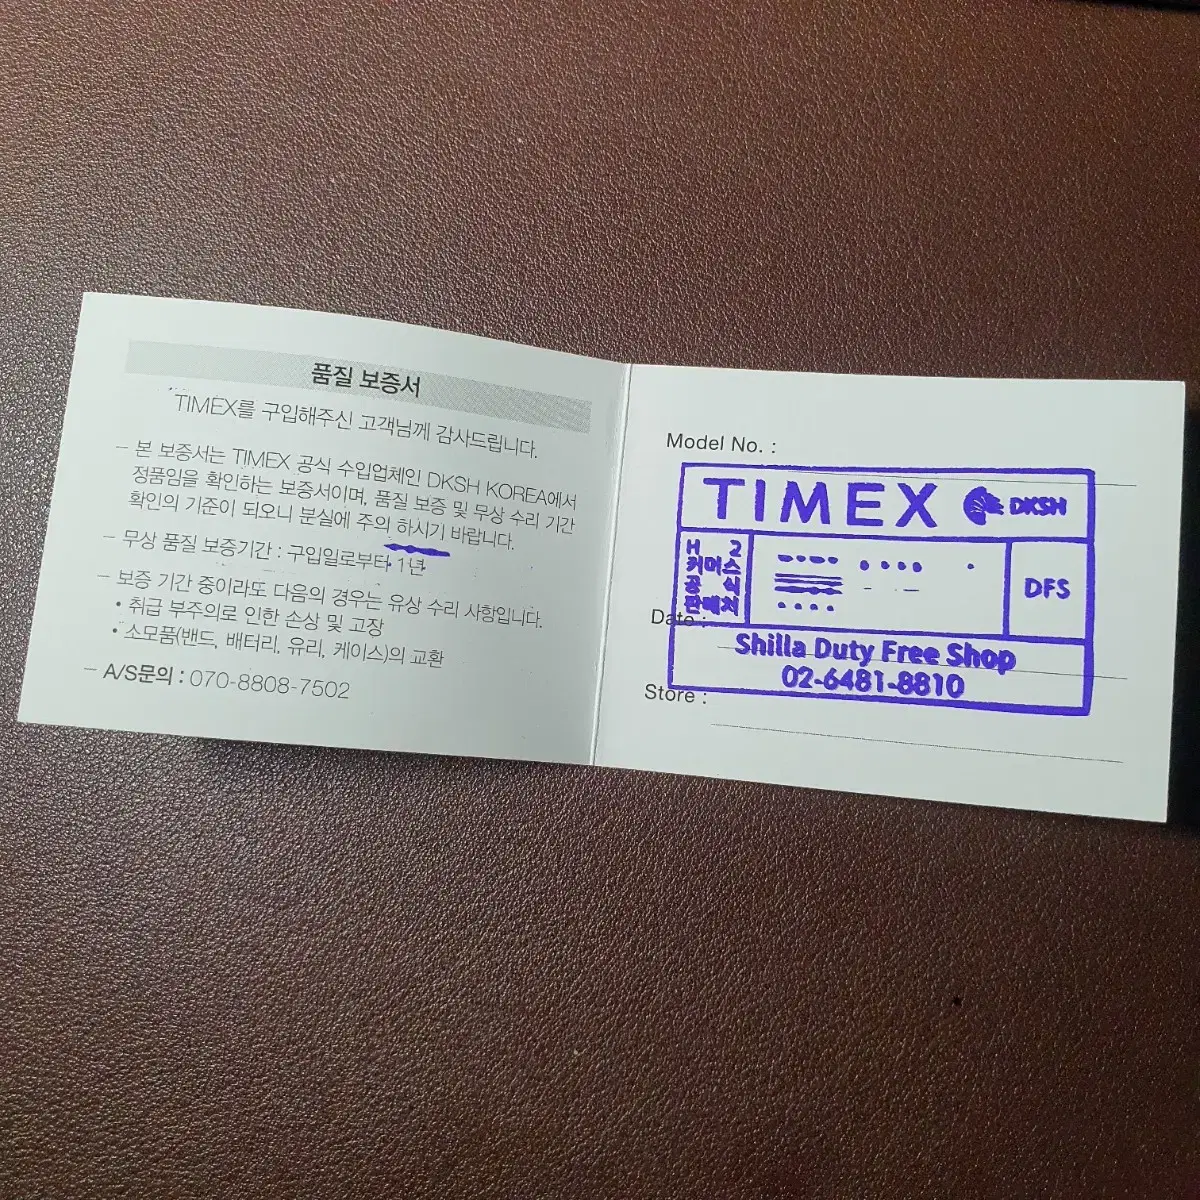 품질 보증서
TIMEX를 구입해주신 고객님께 감사드립니다.
- 본 보증서는 TIMEX 공식 수입업체인 DKSH KOREA에서
정품임을 확인하는 보증서이며, 품질 보증 및 무상 수리 기간
확인의 기준이 되오니 분실에 주의 하시기 바랍니다.
- 무상 품질 보증기간 : 구입일로부터 1년
- 보증 기간 중이라도 다음의 경우는 유상 수리 사항입니다.
• 취급 부주의로 인한 손상 및 고장
• 소모품(밴드, 배터리, 유리, 케이스)의 교환
- A/S문의 : 070-8808-7502
Model No. :
TIMEX DKSH
H 2
커머스
공 식
판매처
DFS
Date :
Shilla Duty Free Shop
02-6481-8810
Store :